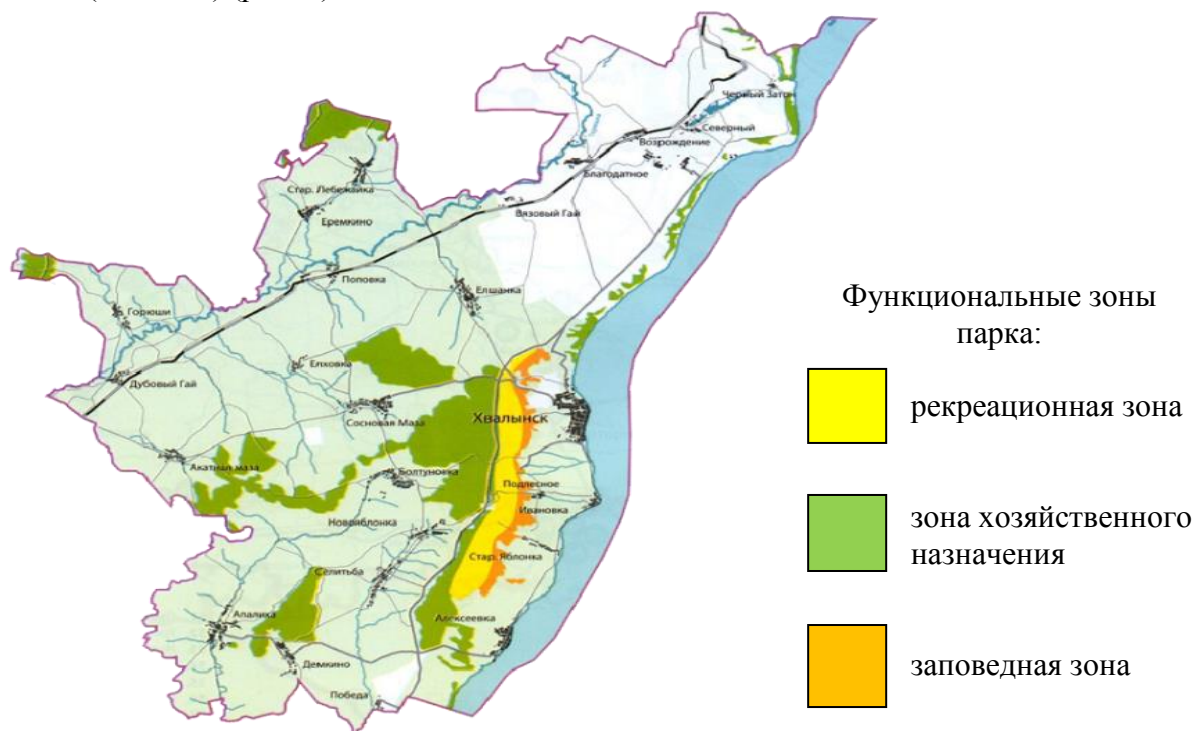 Черный Затон
Северный
Возрождение
Благодатное
Стар. Лебежайка
Вязовый Гай
Еремкино
Поповка
Елшанка
Горюши
Елховка
Дубовый Гай
Сосновая Маза
Хвалынск
Акатная маза
Болтуновка
Подлесное
Ивановка
Новояблонка
Стар. Яблонка
Селитьба
Апалиха
Алексеевка
Демкино
Победа
Функциональные зоны
парка:
рекреационная зона
зона хозяйственного
назначения
заповедная зона